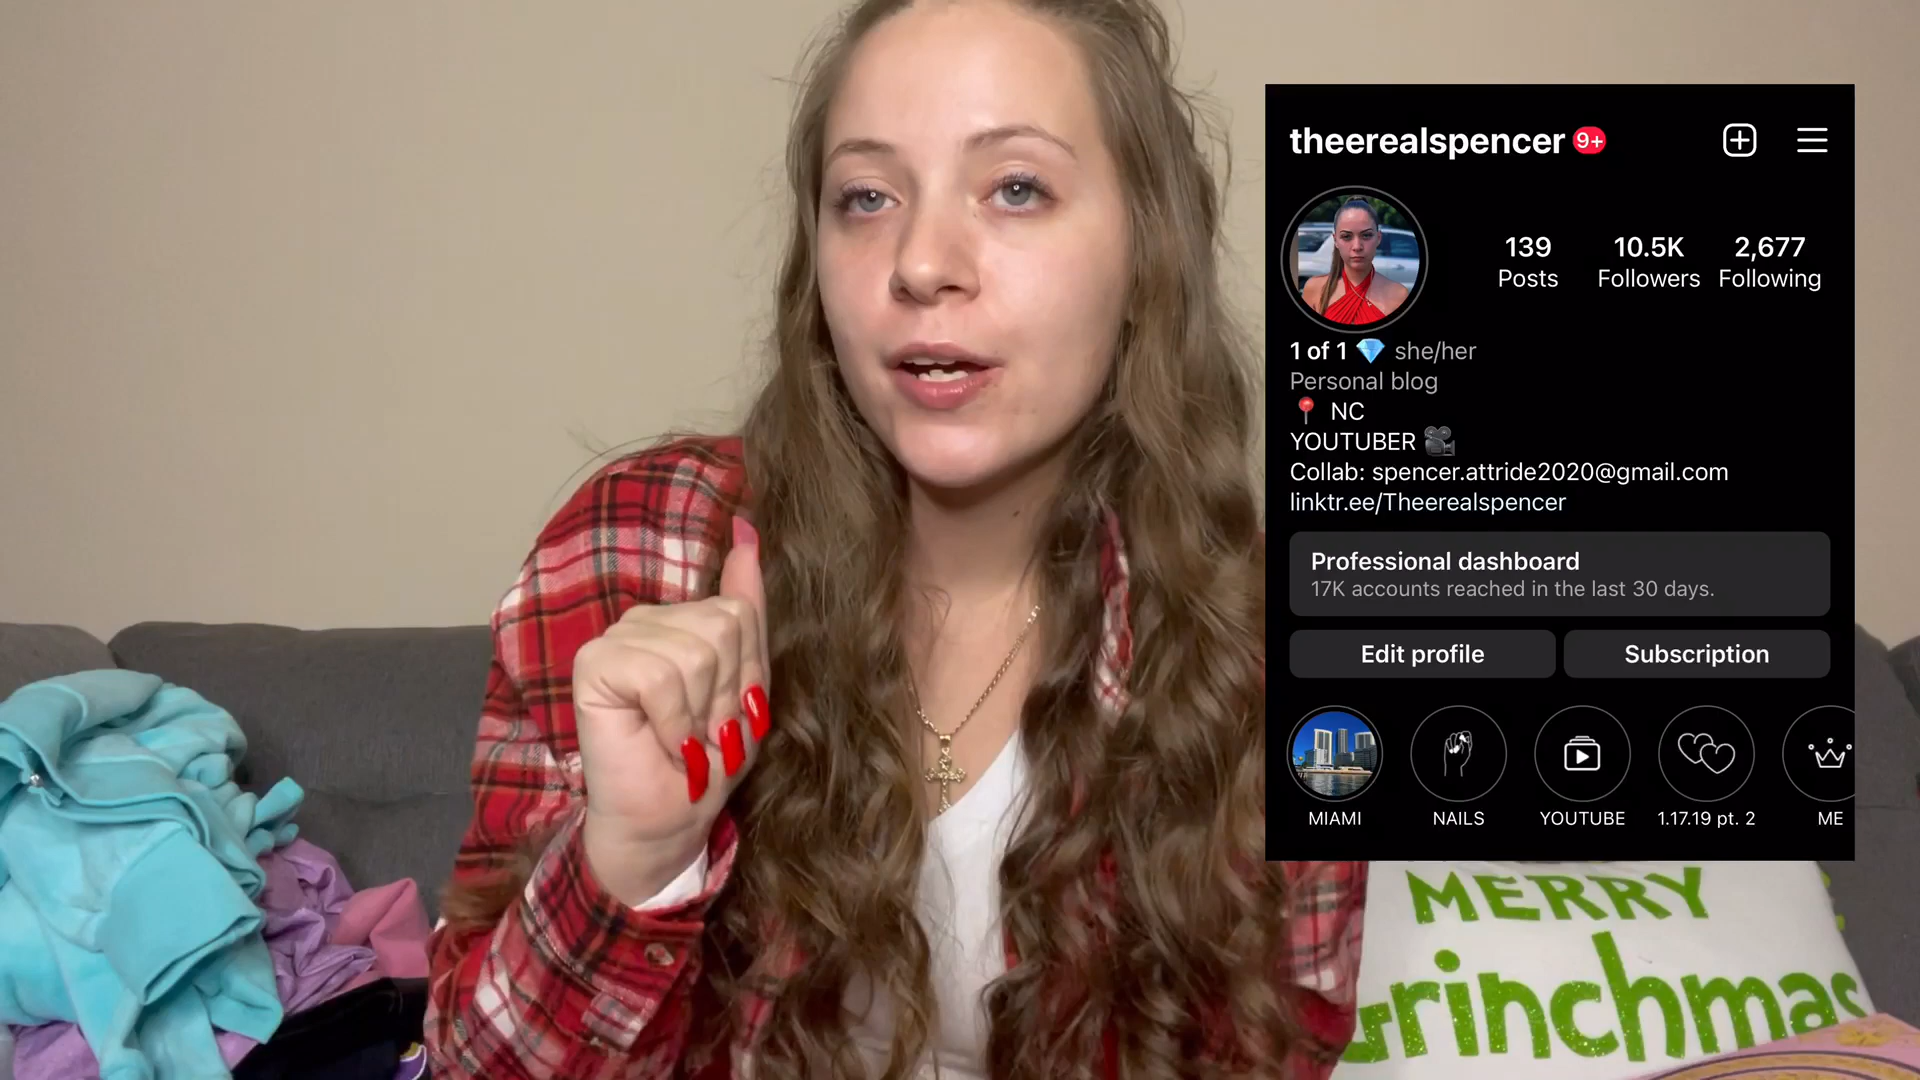 theerealspencer 9+
139 10.5K 2,677
Posts Followers Following
1 of 1 she/her
Personal blog
NC
YOUTUBER
Collab: spencer.attride2020@gmail.com
linktr.ee/Theerealspencer
Professional dashboard
17K accounts reached in the last 30 days.
Edit profile Subscription
MIAMI NAILS YOUTUBE 1.17.19 pt. 2 ME
MERRY
Grinchmas